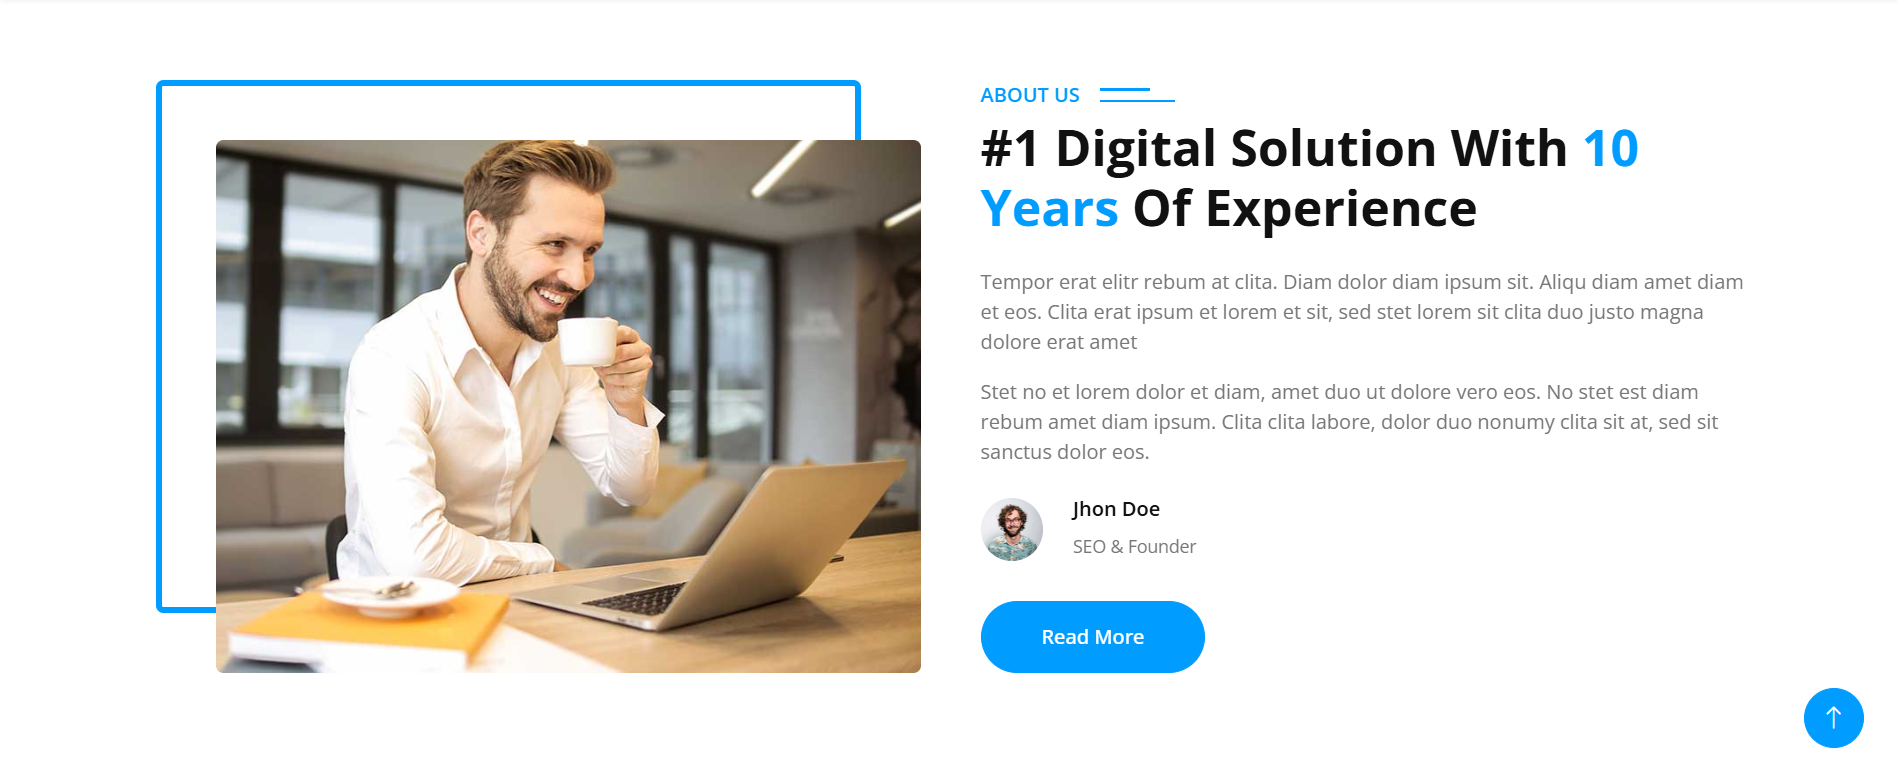 ABOUT US
#1 Digital Solution With 10
Years Of Experience
Tempor erat elitr rebum at clita. Diam dolor diam ipsum sit. Aliqu diam amet diam
et eos. Clita erat ipsum et lorem et sit, sed stet lorem sit clita duo justo magna
dolore erat amet
Stet no et lorem dolor et diam, amet duo ut dolore vero eos. No stet est diam
rebum amet diam ipsum. Clita clita labore, dolor duo nonumy clita sit at, sed sit
sanctus dolor eos.
Jhon Doe
SEO & Founder
Read More